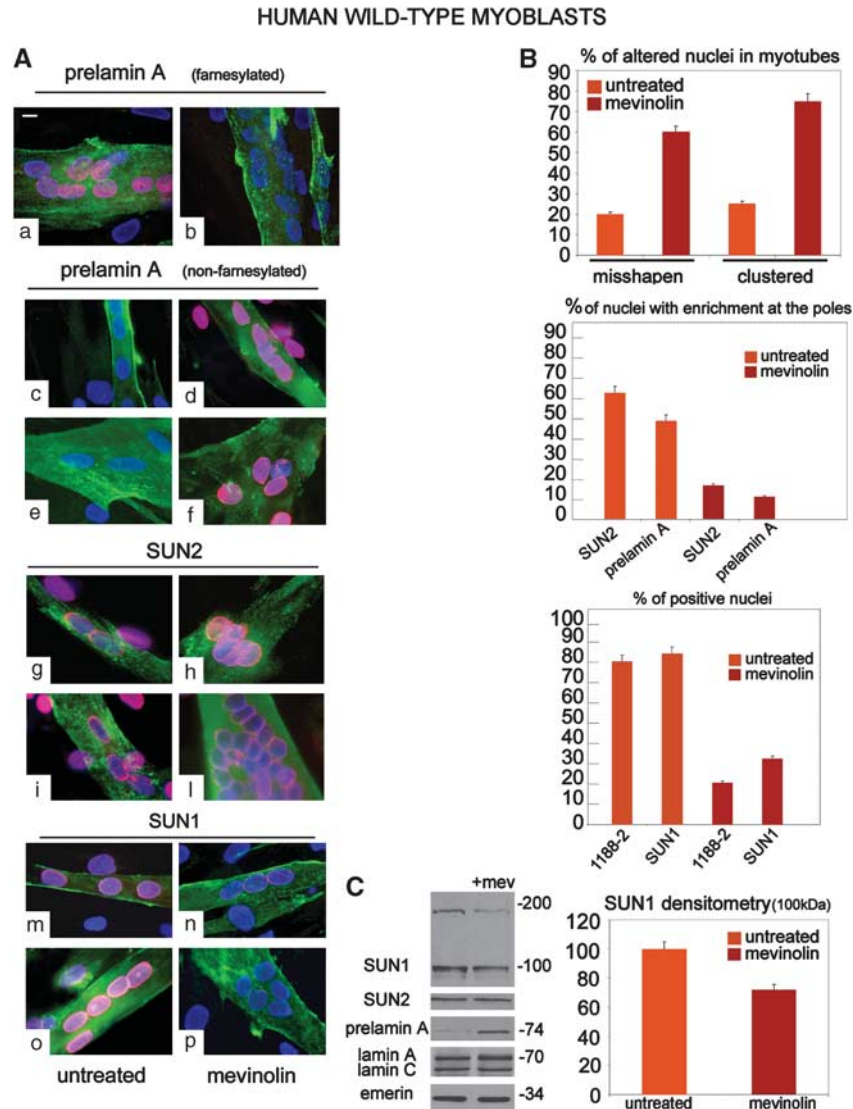 HUMAN WILD-TYPE MYOBLASTS
A
prelamin A (farnesylated)
a
b
prelamin A (non-farnesylated)
c
d
e
f
SUN2
g
h
i
l
SUN1
m
n
o
p
untreated
mevinolin
B
% of altered nuclei in myotubes
90
80
70
60
50
40
30
20
10
0
untreated
mevinolin
misshapen
clustered
% of nuclei with enrichment at the poles
90
80
70
60
50
40
30
20
10
0
untreated
mevinolin
SUN2
prelamin A
SUN2
prelamin A
% of positive nuclei
100
90
80
70
60
50
40
30
20
10
0
untreated
mevinolin
1188-2
SUN1
1188-2
SUN1
C
+mev
-200
SUN1
-100
SUN2
prelamin A
-74
lamin A
-70
lamin C
emerin
-34
SUN1 densitometry(100kDa)
120
100
80
60
40
20
0
untreated
mevinolin
untreated
mevinolin